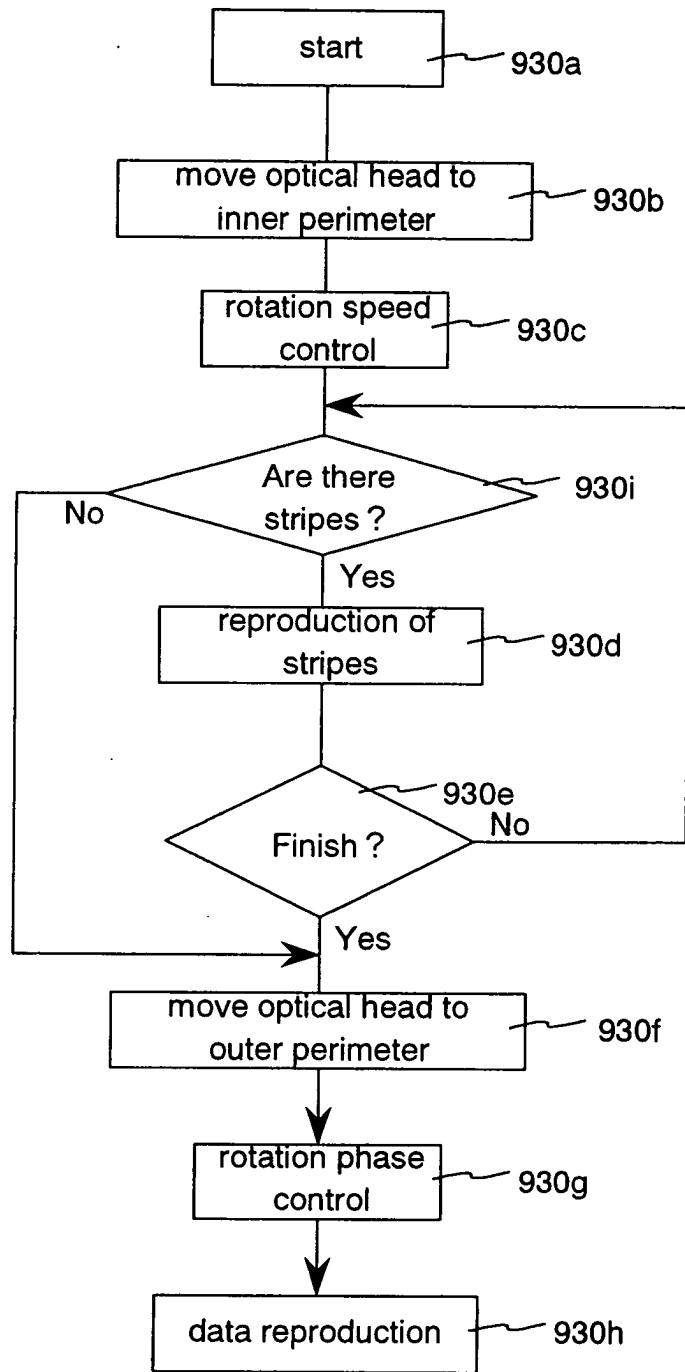 start
930a
move optical head to
inner perimeter
930b
rotation speed
control
930c
Are there
stripes ?
930i
No
Yes
reproduction of
stripes
930d
930e
Finish ?
No
Yes
move optical head to
outer perimeter
930f
rotation phase
control
930g
data reproduction
930h